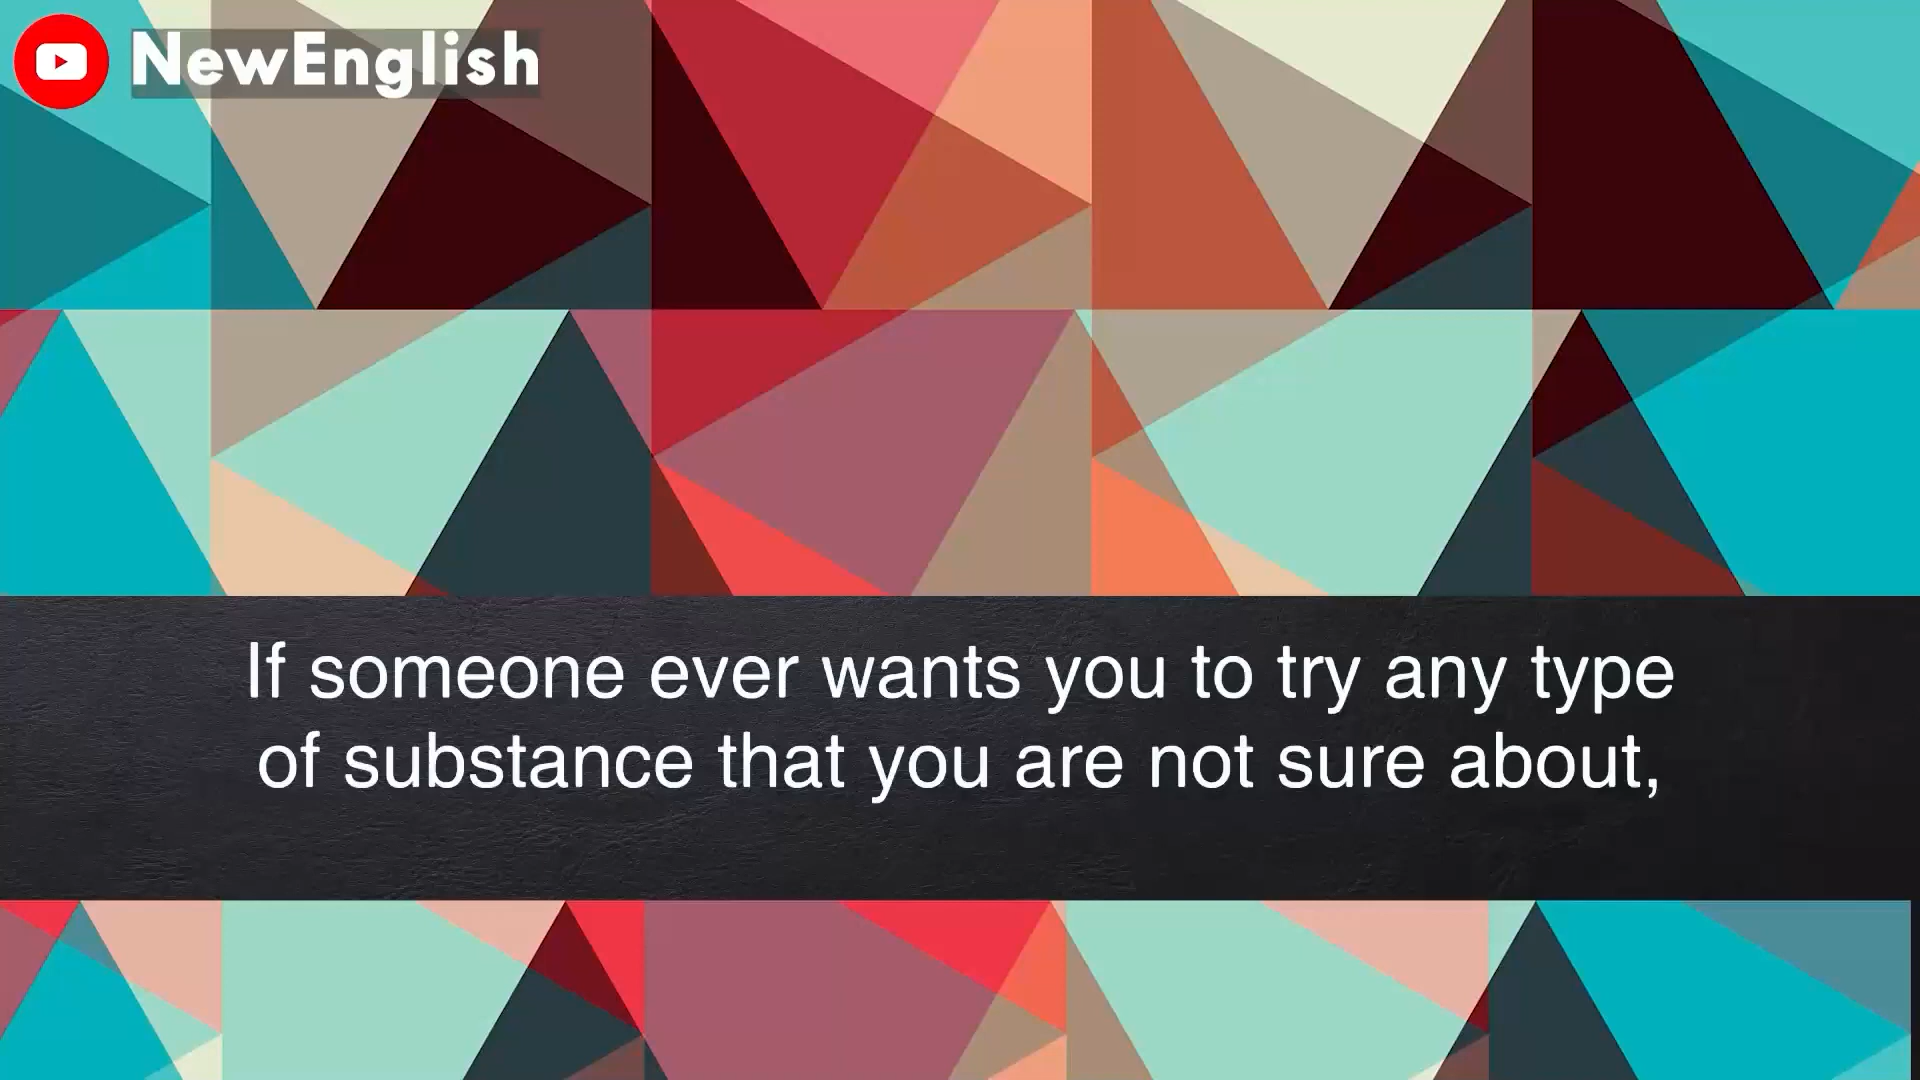 NewEnglish
If someone ever wants you to try any type
of substance that you are not sure about,